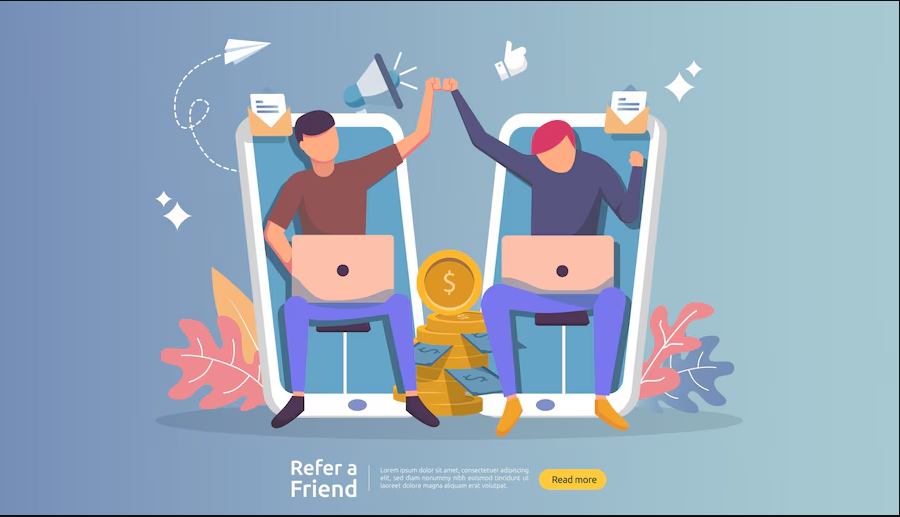 $
Refer a
Friend
Lorem ipsum dolor sit amet, consectetuer adipiscing
elit, sed diam nonummy nibh euismod tincidunt ut
laoreet dolore magna aliquam erat volutpat.
Read more